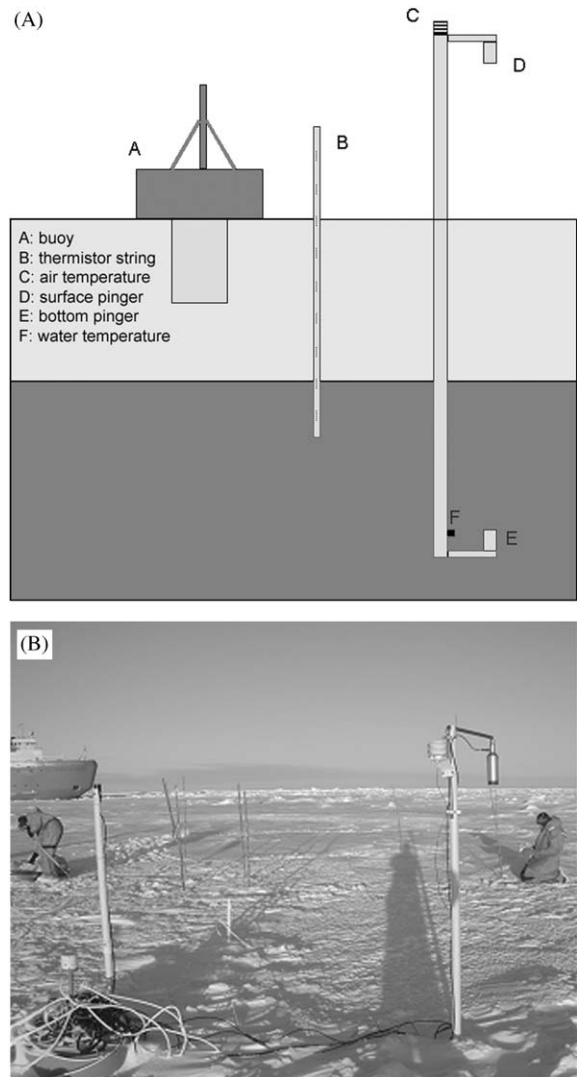 (A)
C
D
A
B
A: buoy
B: thermistor string
C: air temperature
D: surface pinger
E: bottom pinger
F: water temperature
F
E
(B)